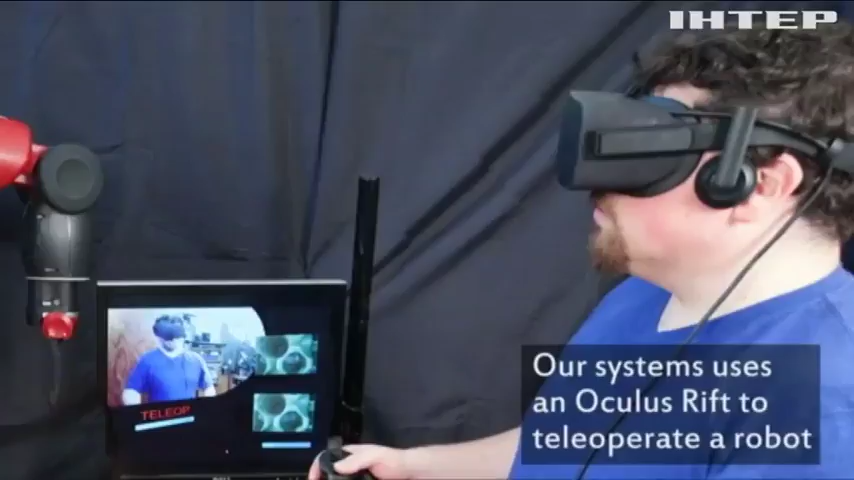 ІНТЕР
TELEOP
Our systems uses
an Oculus Rift to
teleoperate a robot